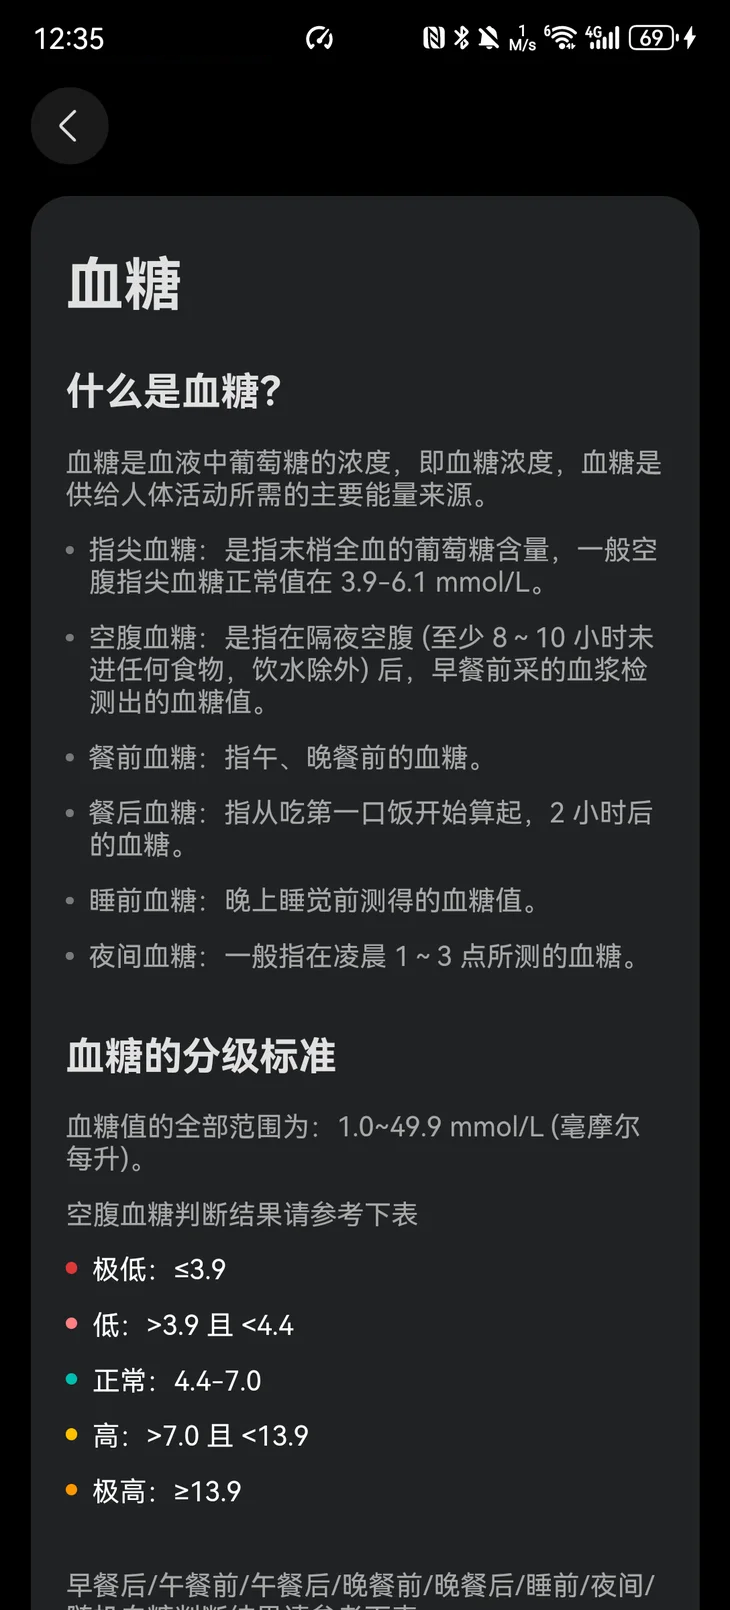 12:35
1 M/s 6 4G 69
血糖
什么是血糖?
血糖是血液中葡萄糖的浓度，即血糖浓度，血糖是
供给人体活动所需的主要能量来源。
指尖血糖：是指末梢全血的葡萄糖含量，一般空
腹指尖血糖正常值在 3.9-6.1 mmol/L。
空腹血糖：是指在隔夜空腹 (至少 8 ~ 10 小时未
进任何食物，饮水除外) 后，早餐前采的血浆检
测出的血糖值。
餐前血糖：指午、晚餐前的血糖。
餐后血糖：指从吃第一口饭开始算起，2 小时后
的血糖。
睡前血糖：晚上睡觉前测得的血糖值。
夜间血糖：一般指在凌晨 1 ~ 3 点所测的血糖。
血糖的分级标准
血糖值的全部范围为：1.0~49.9 mmol/L (毫摩尔
每升)。
空腹血糖判断结果请参考下表
极低：≤3.9
低：>3.9 且 <4.4
正常：4.4-7.0
高：>7.0 且 <13.9
极高：≥13.9
早餐后/午餐前/午餐后/晚餐前/晚餐后/睡前/夜间/
随机血糖判断结果请参考下表